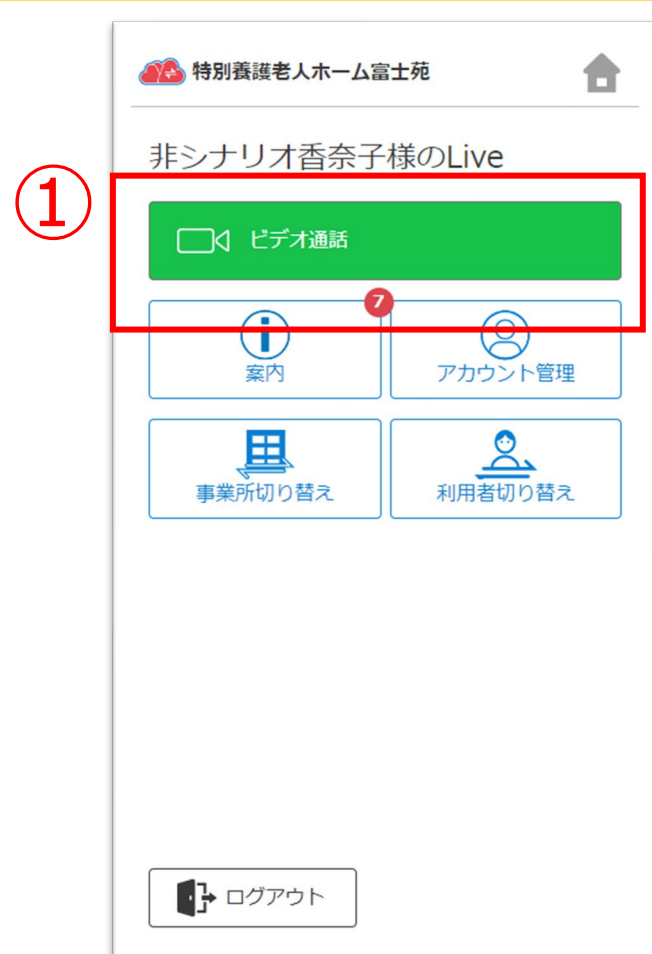 特別養護老人ホーム富士苑
非シナリオ香奈子様のLive
①
ビデオ通話
7
案内
アカウント管理
事業所切り替え
利用者切り替え
ログアウト